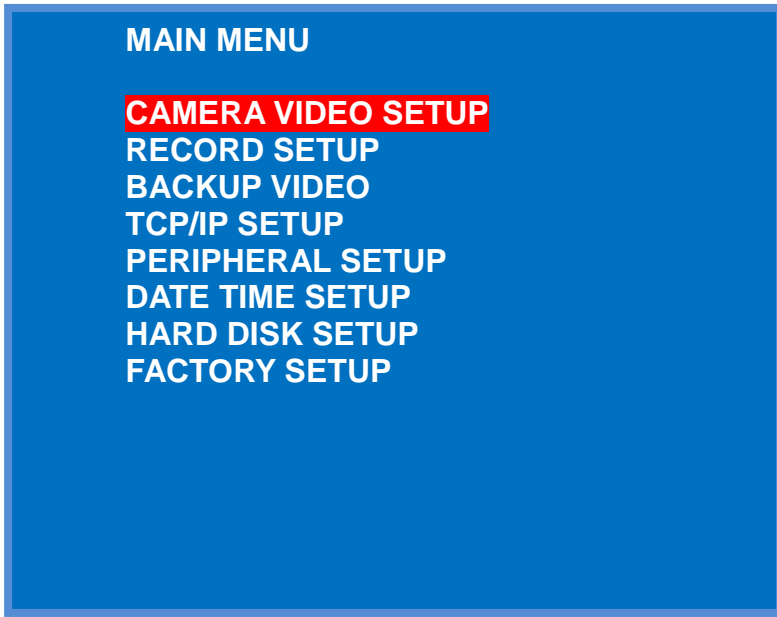 MAIN MENU
CAMERA VIDEO SETUP
RECORD SETUP
BACKUP VIDEO
TCP/IP SETUP
PERIPHERAL SETUP
DATE TIME SETUP
HARD DISK SETUP
FACTORY SETUP